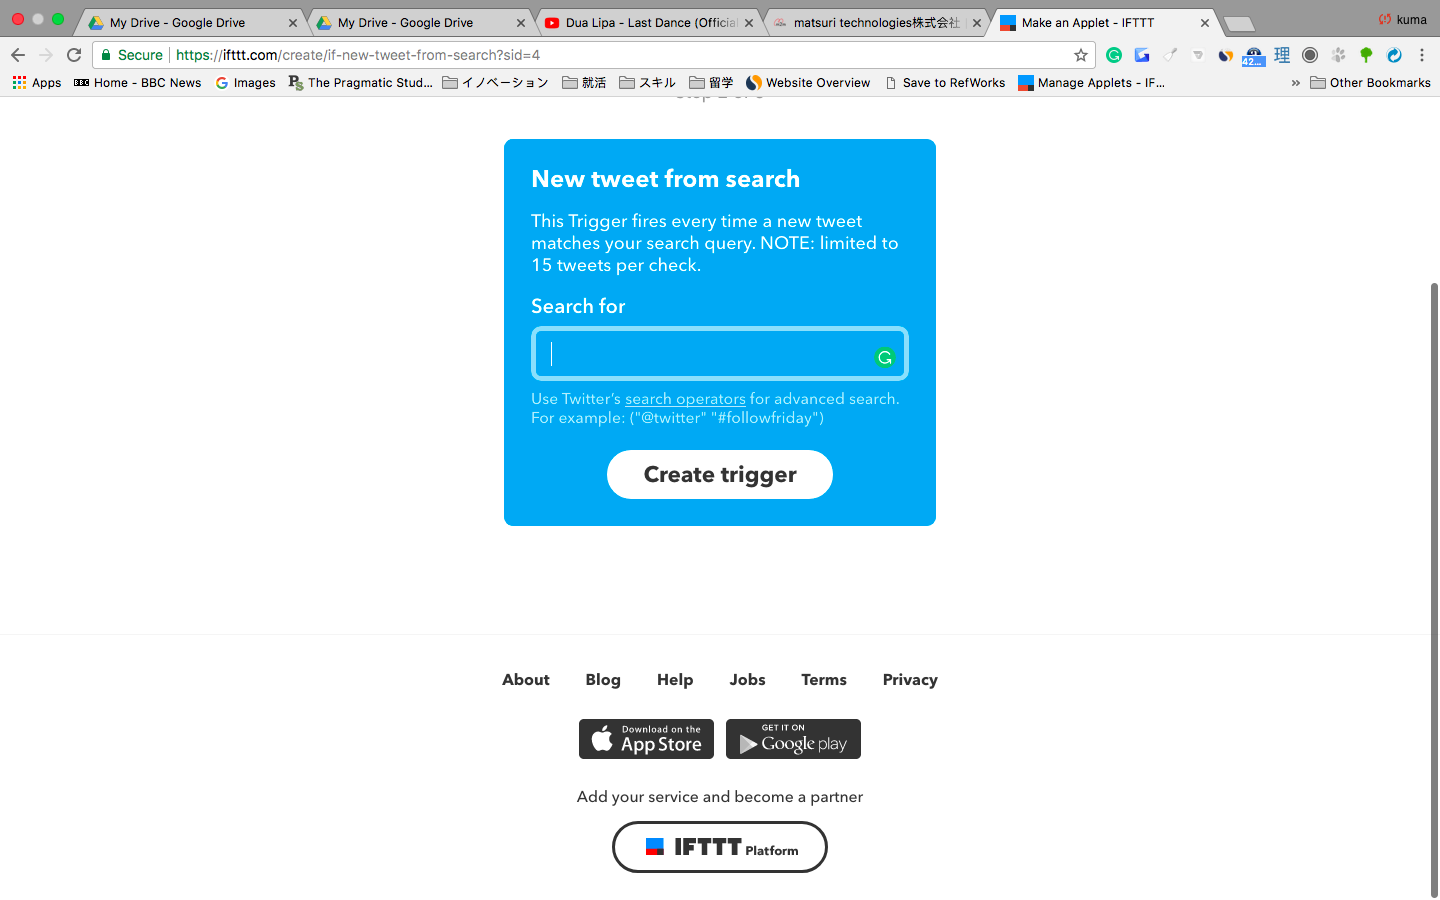 My Drive - Google Drive
My Drive - Google Drive
Dua Lipa - Last Dance (Official
matsuri technologies株式会社
Make an Applet - IFTTT
kuma
Secure
https://ifttt.com/create/if-new-tweet-from-search?sid=4
42...
理
Apps
BBC
Home - BBC News
Images
The Pragmatic Stud...
イノベーション
就活
スキル
留学
Website Overview
Save to RefWorks
Manage Applets - IF...
»
Other Bookmarks
New tweet from search
This Trigger fires every time a new tweet
matches your search query. NOTE: limited to
15 tweets per check.
Search for
Use Twitter's search operators for advanced search.
For example: ("@twitter" "#followfriday")
Create trigger
About
Blog
Help
Jobs
Terms
Privacy
Download on the
App Store
GET IT ON
Google play
Add your service and become a partner
IFTTT Platform